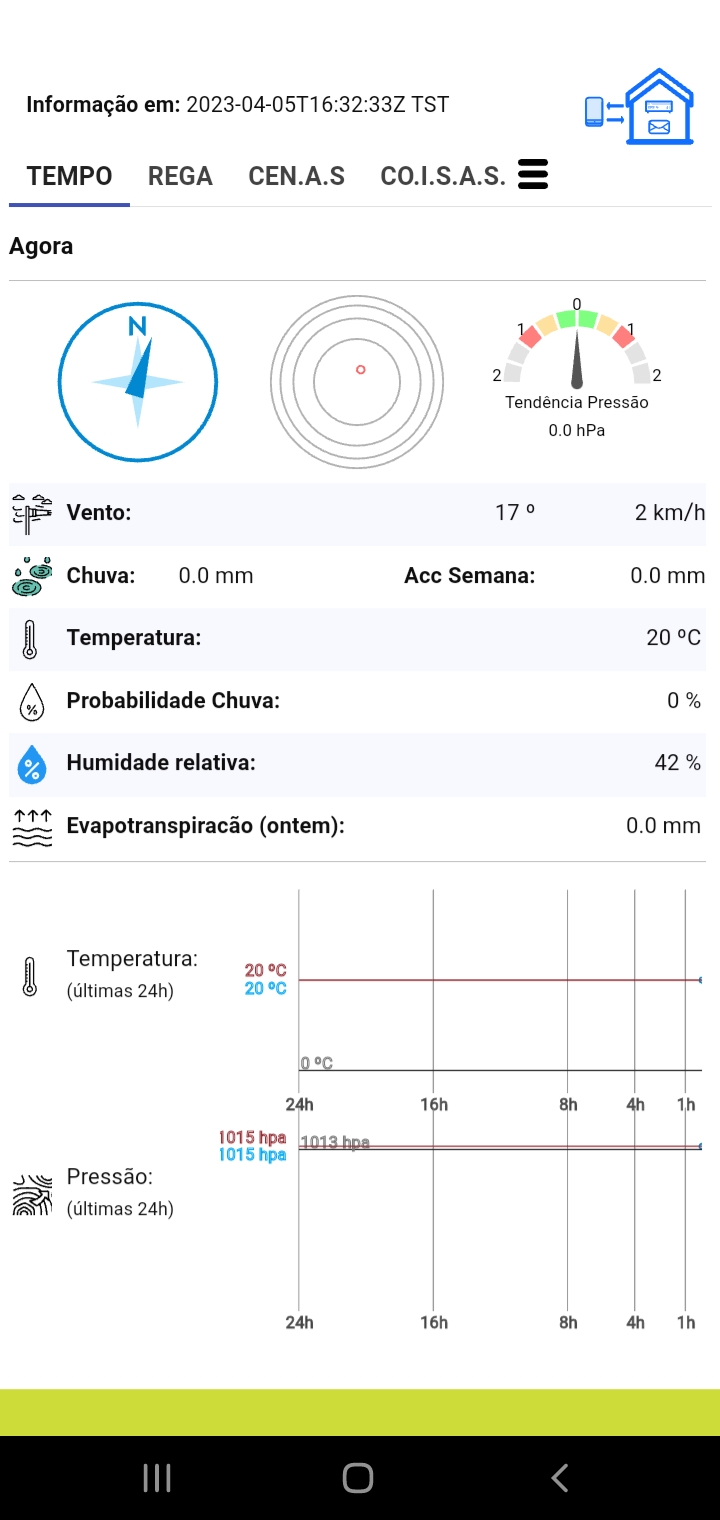 Informação em: 2023-04-05T16:32:33Z TST
TEMPO REGA CEN.A.S CO.I.S.A.S.
Agora
N
0
1 1
2 2
Tendência Pressão
0.0 hPa
Vento: 17 º 2 km/h
Chuva: 0.0 mm Acc Semana: 0.0 mm
Temperatura: 20 ºC
% Probabilidade Chuva: 0 %
% Humidade relativa: 42 %
Evapotranspiracão (ontem): 0.0 mm
Temperatura:
(últimas 24h)
20 ºC
20 ºC
0 ºC
24h 16h 8h 4h 1h
1015 hpa 1013 hpa
1015 hpa
Pressão:
(últimas 24h)
24h 16h 8h 4h 1h